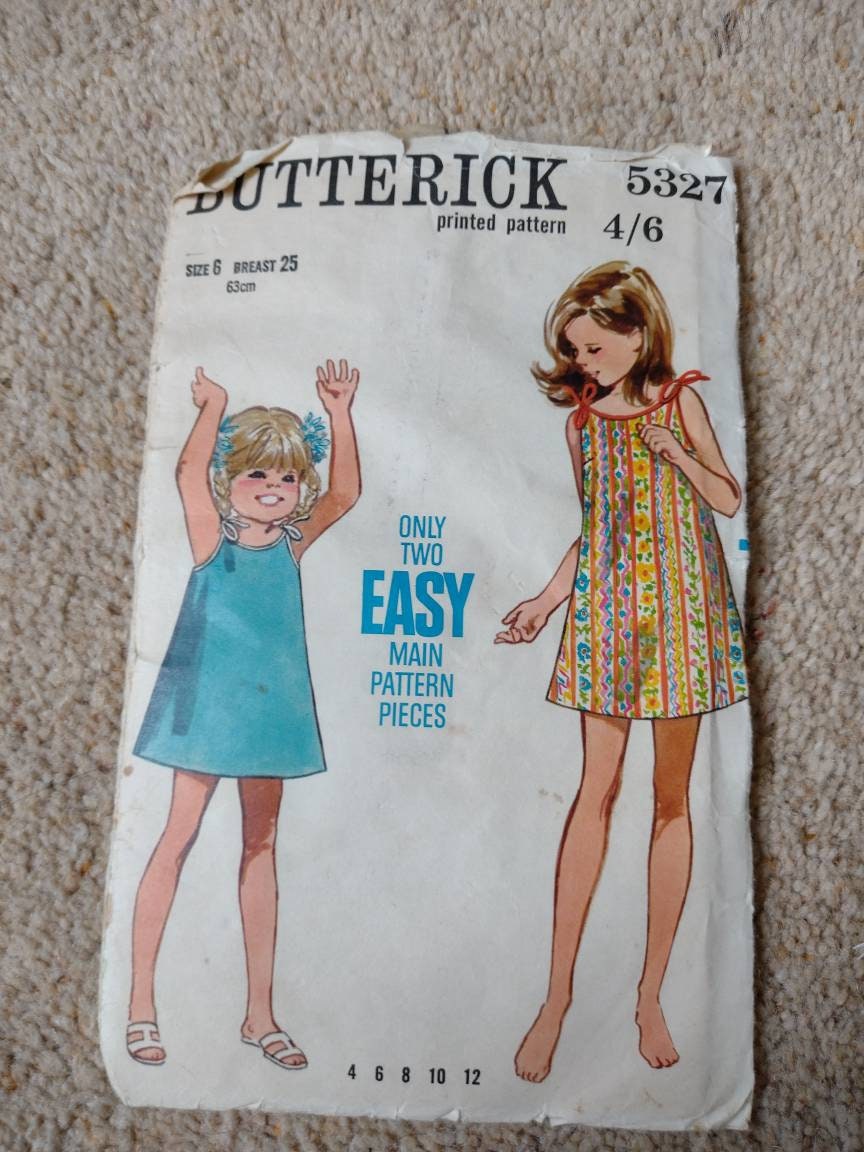 BUTTERICK 5327
printed pattern 4/6
SIZE 6 BREAST 25
63cm
ONLY
TWO
EASY
MAIN
PATTERN
PIECES
4 6 8 10 12